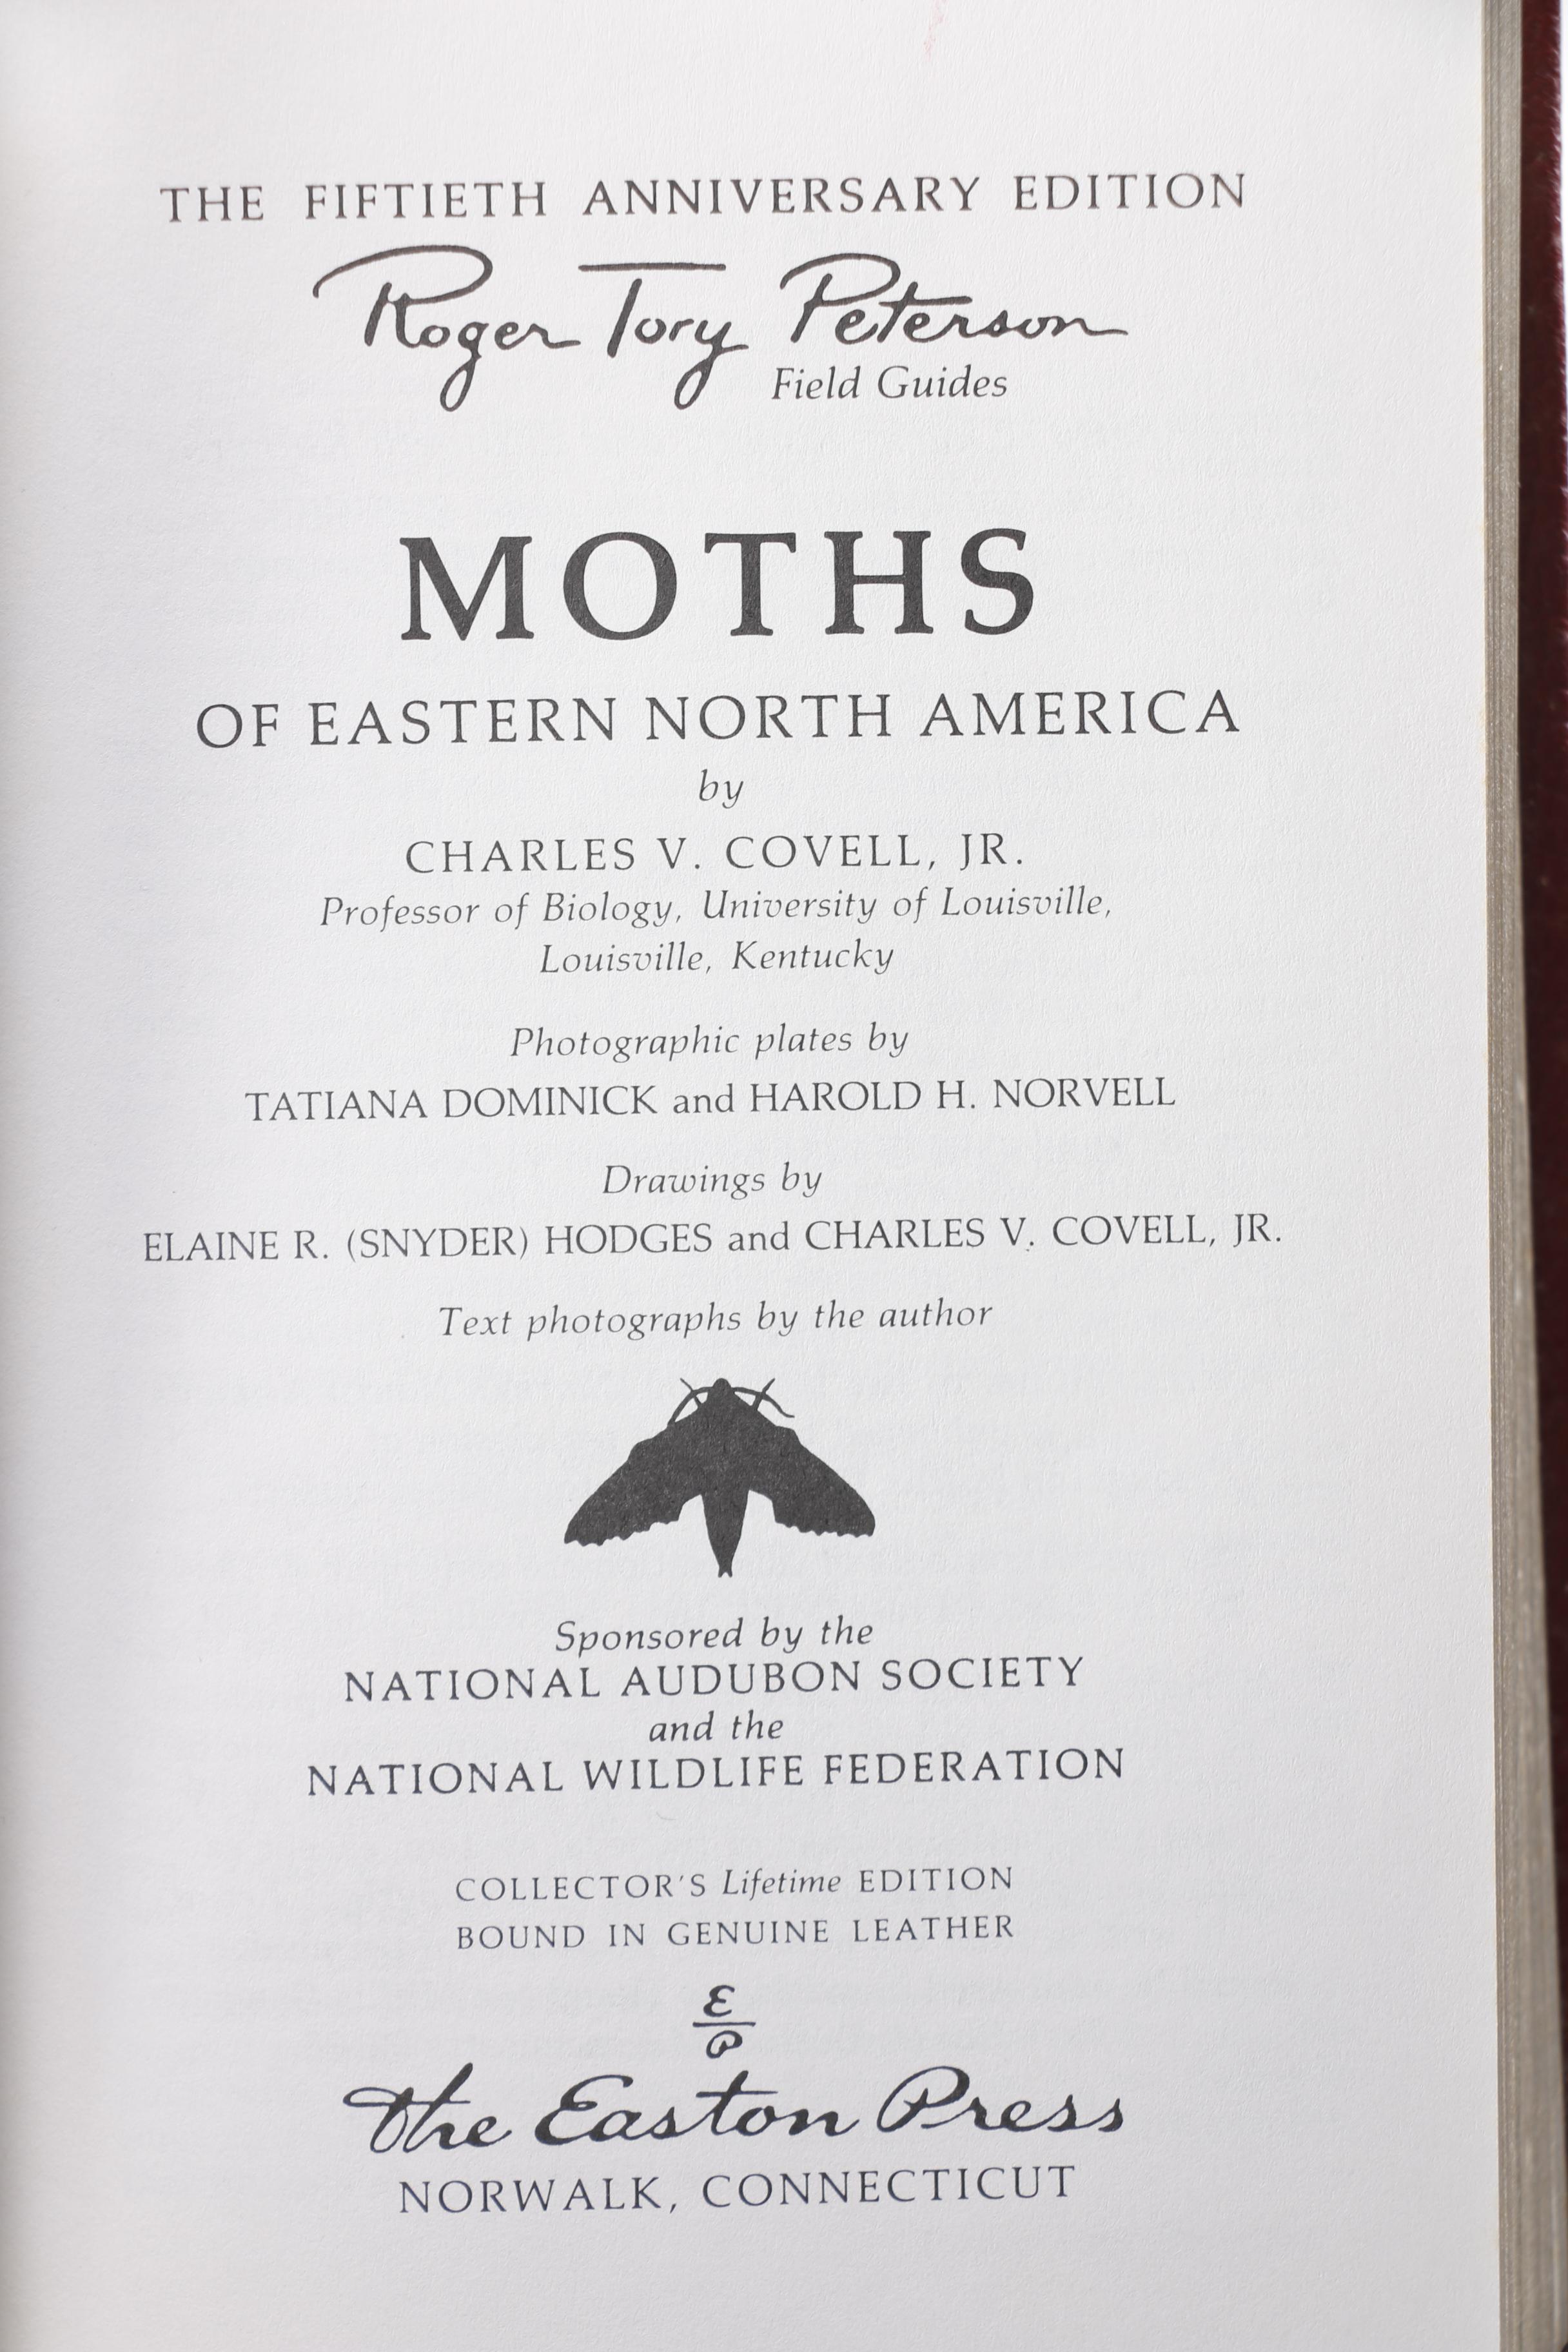 THE FIFTIETH ANNIVERSARY EDITION
Roger Tory Peterson
Field Guides
MOTHS
OF EASTERN NORTH AMERICA
by
CHARLES V. COVELL, JR.
Professor of Biology, University of Louisville,
Louisville, Kentucky
Photographic plates by
TATIANA DOMINICK and HAROLD H. NORVELL
Drawings by
ELAINE R. (SNYDER) HODGES and CHARLES V. COVELL, JR.
Text photographs by the author
Sponsored by the
NATIONAL AUDUBON SOCIETY
and the
NATIONAL WILDLIFE FEDERATION
COLLECTOR'S Lifetime EDITION
BOUND IN GENUINE LEATHER
E
P
The Easton Press
NORWALK, CONNECTICUT